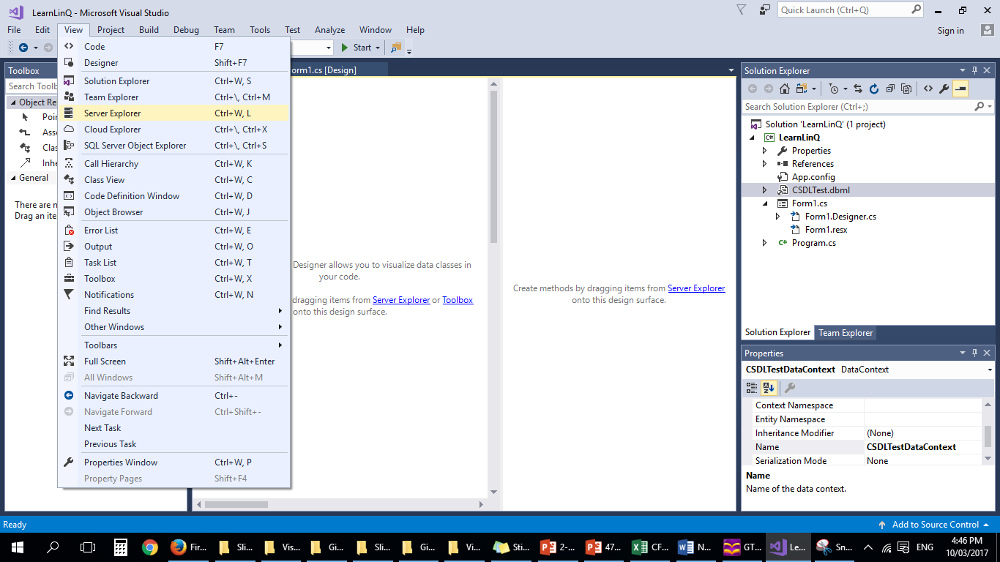 LearnLinQ - Microsoft Visual Studio
Quick Launch (Ctrl+Q)
File Edit View Project Build Debug Team Tools Test Analyze Window Help
Sign in
Start
Code F7
Designer Shift+F7
Solution Explorer Ctrl+W, S
Team Explorer Ctrl+\, Ctrl+M
Server Explorer Ctrl+W, L
Cloud Explorer Ctrl+\, Ctrl+X
SQL Server Object Explorer Ctrl+\, Ctrl+S
Call Hierarchy Ctrl+W, K
Class View Ctrl+W, C
Code Definition Window Ctrl+W, D
Object Browser Ctrl+W, J
Error List Ctrl+W, E
Output Ctrl+W, O
Task List Ctrl+W, T
Toolbox Ctrl+W, X
Notifications Ctrl+W, N
Find Results
Other Windows
Toolbars
Full Screen Shift+Alt+Enter
All Windows Shift+Alt+M
Navigate Backward Ctrl+-
Navigate Forward Ctrl+Shift+-
Next Task
Previous Task
Properties Window Ctrl+W, P
Property Pages Shift+F4
Toolbox
Search Toolb
Object Re
Poin
Asso
Clas
Inhe
General
There are n
Drag an ite
orm1.cs [Design]
Designer allows you to visualize data classes in
your code.
dragging items from Server Explorer or Toolbox
onto this design surface.
Create methods by dragging items from Server Explorer
onto this design surface.
Solution Explorer
Search Solution Explorer (Ctrl+;)
Solution 'LearnLinQ' (1 project)
C# LearnLinQ
Properties
References
App.config
CSDLTest.dbml
Form1.cs
Form1.Designer.cs
Form1.resx
C# Program.cs
Solution Explorer Team Explorer
Properties
CSDLTestDataContext DataContext
Context Namespace
Entity Namespace
Inheritance Modifier (None)
Name CSDLTestDataContext
Serialization Mode None
Name
Name of the data context.
Ready
Add to Source Control
Fir... Sli... Vis... Gi... Sli... Gi... Vi... Sti... 2-... 47... CF... N... GT... Le... Sn...
ENG
4:46 PM
10/03/2017